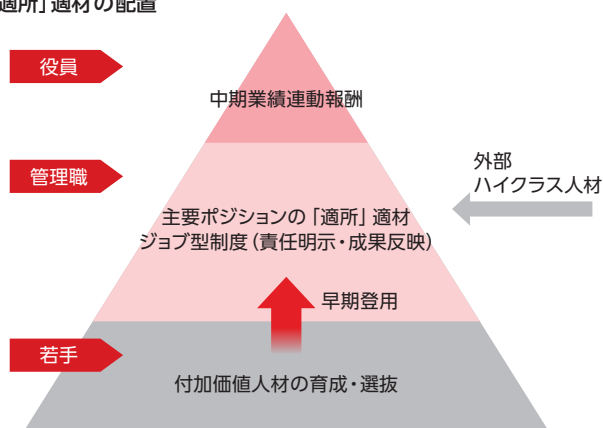 適所」適材の配置
役員
中期業績連動報酬
管理職
外部
ハイクラス人材
主要ポジションの「適所」適材
ジョブ型制度(責任明示・成果反映)
早期登用
若手
付加価値人材の育成・選抜